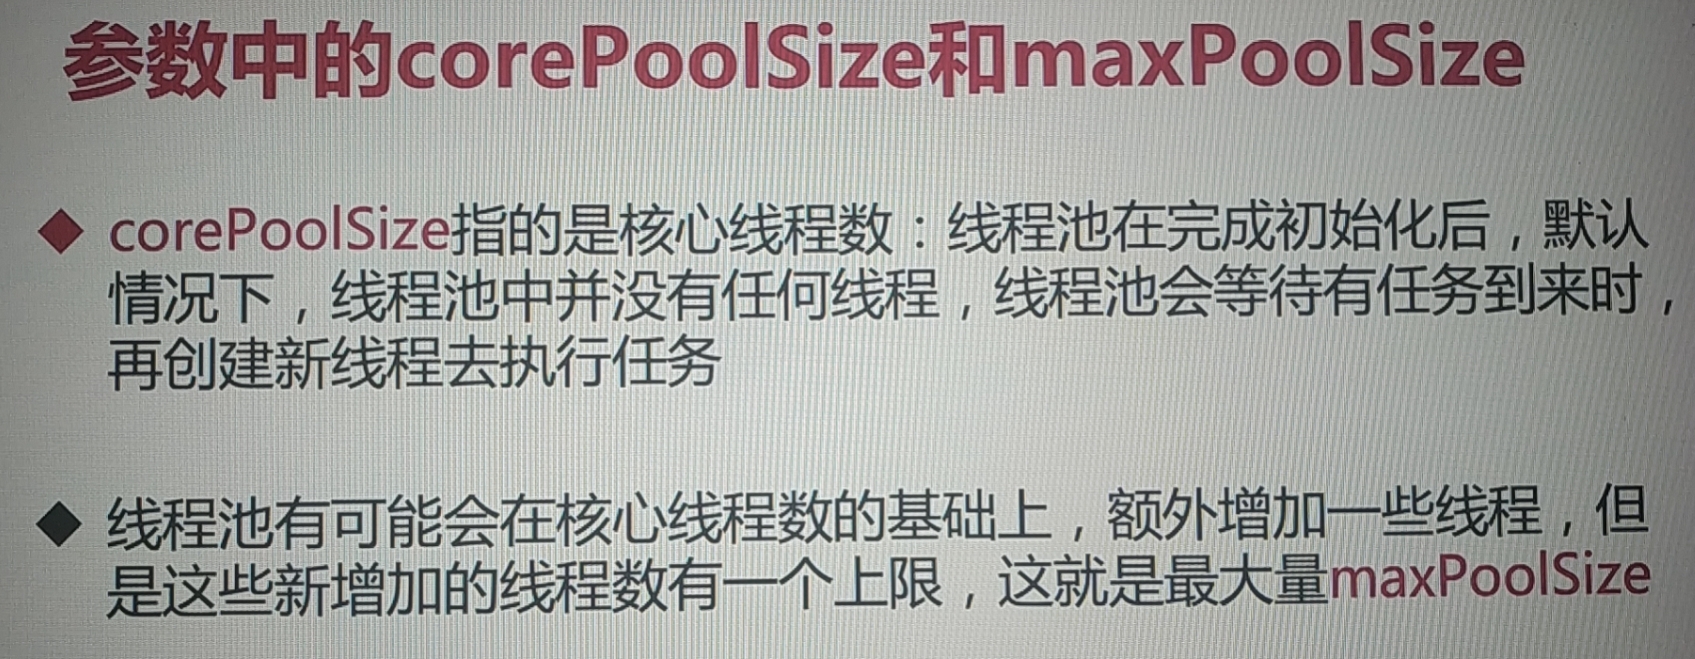 参数中的corePoolSize和maxPoolSize
corePoolSize指的是核心线程数：线程池在完成初始化后，默认
情况下，线程池中并没有任何线程，线程池会等待有任务到来时，
再创建新线程去执行任务
线程池有可能会在核心线程数的基础上，额外增加一些线程，但
是这些新增加的线程数有一个上限，这就是最大量maxPoolSize